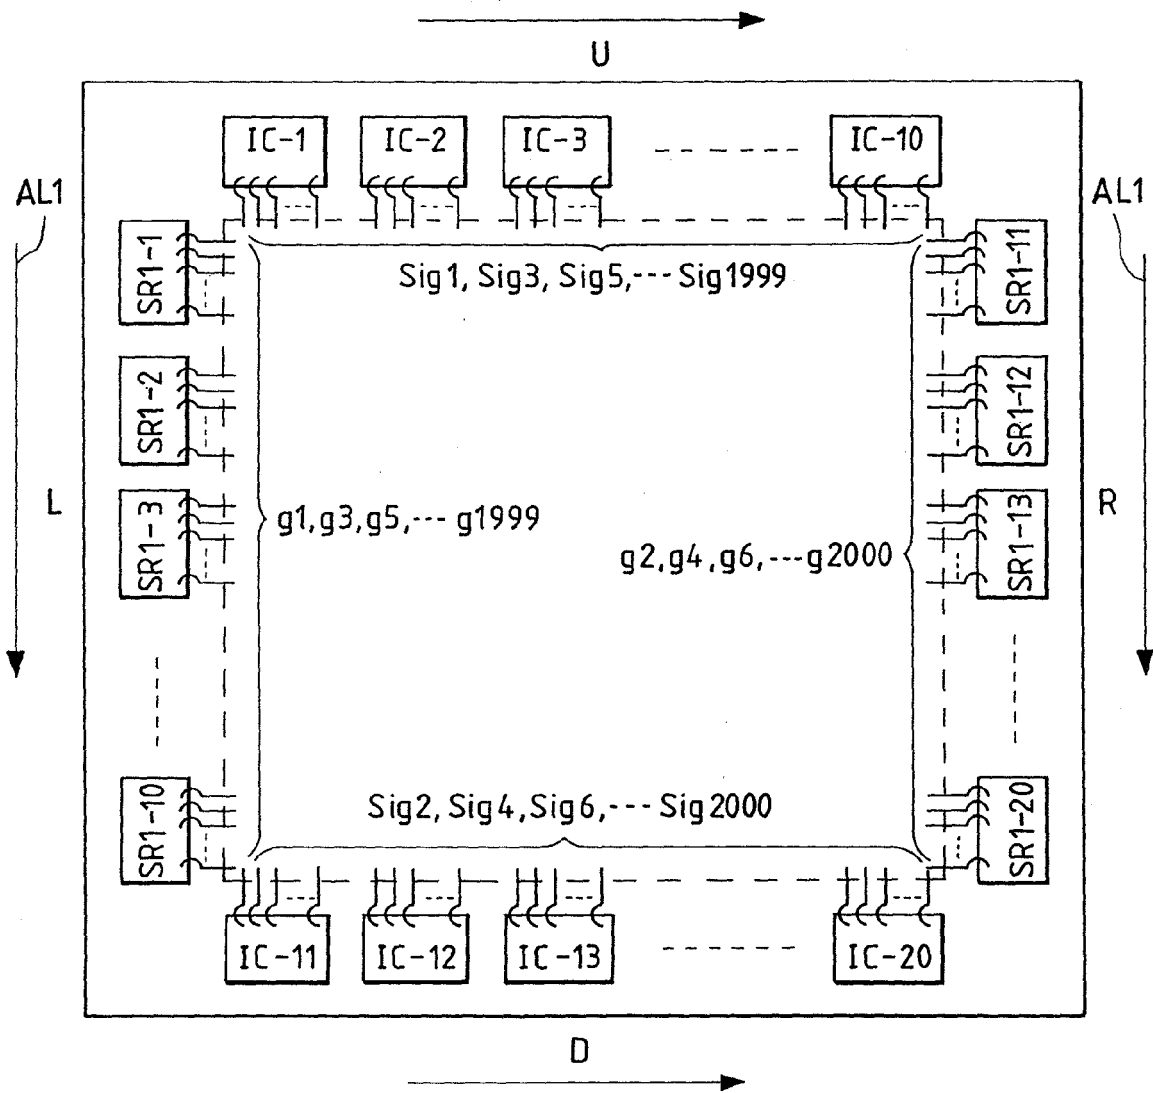 U
IC-1 IC-2 IC-3 ------- IC-10
AL1
AL1
SR1-1
SR1-11
Sig1, Sig3, Sig5,--- Sig1999
SR1-2
SR1-12
L
R
SR1-3
SR1-13
g1,g3,g5,--- g1999
g2,g4,g6,---g2000
SR1-10
SR1-20
Sig2, Sig4, Sig6,--- Sig2000
IC-11 IC-12 IC-13 ------- IC-20
D